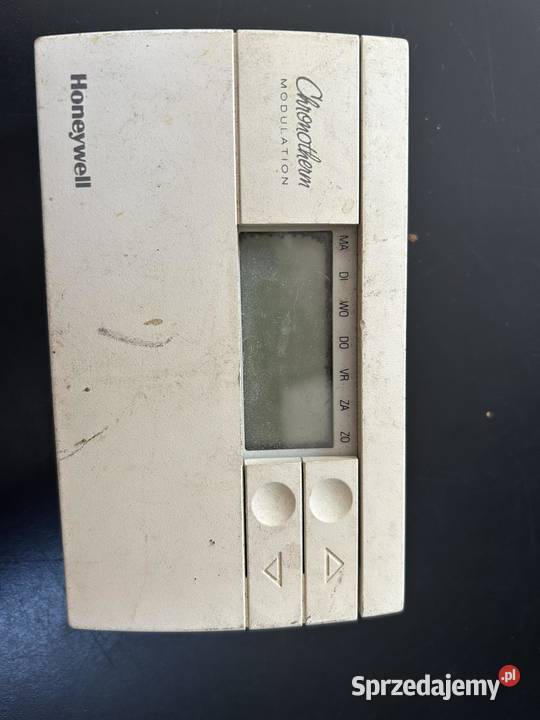 Chronotherm
MODULATION
MA DI WO DO VR ZA ZO
Honeywell
Sprzedajemy.pl